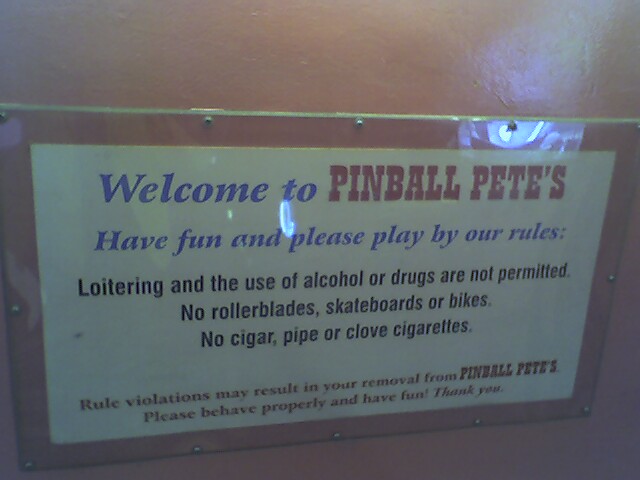 Welcome to PINBALL PETE'S
Have fun and please play by our rules:
Loitering and the use of alcohol or drugs are not permitted.
No rollerblades, skateboards or bikes.
No cigar, pipe or clove cigarettes.
Rule violations may result in your removal from PINBALL PETE'S.
Please behave properly and have fun! Thank you.